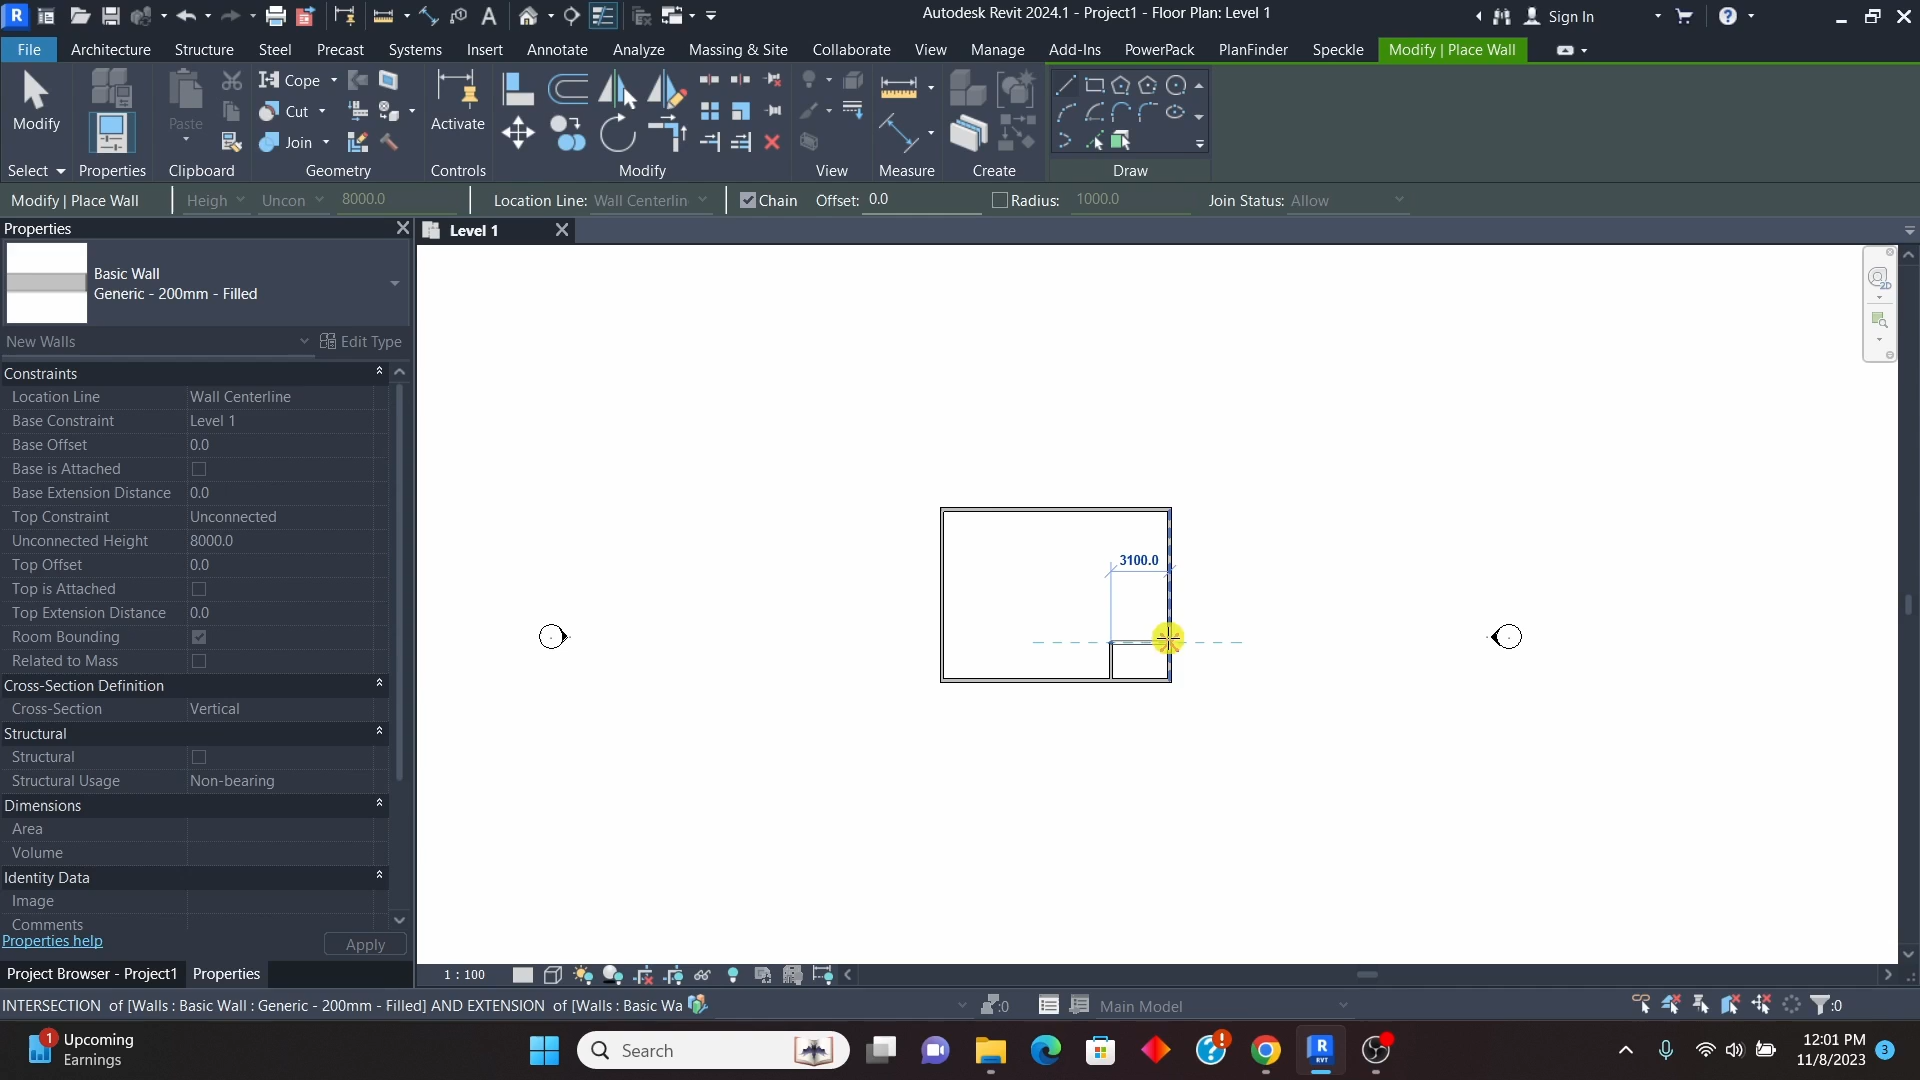 Autodesk Revit 2024.1 - Project1 - Floor Plan: Level 1
Sign In
File Architecture Structure Steel Precast Systems Insert Annotate Analyze Massing & Site Collaborate View Manage Add-Ins PowerPack PlanFinder Speckle Modify | Place Wall
Modify
Paste
Cope
Cut
Join
Activate
Select Properties Clipboard Geometry Controls Modify View Measure Create Draw
Modify | Place Wall Heigh Uncon 8000.0 Location Line: Wall Centerlin Chain Offset: 0.0 Radius: 1000.0 Join Status: Allow
Properties
Level 1
R
Basic Wall
Generic - 200mm - Filled
New Walls
Edit Type
Constraints
Location Line Wall Centerline
Base Constraint Level 1
Base Offset 0.0
Base is Attached
Base Extension Distance 0.0
Top Constraint Unconnected
Unconnected Height 8000.0
Top Offset 0.0
Top is Attached
Top Extension Distance 0.0
Room Bounding
Related to Mass
Cross-Section Definition
Cross-Section Vertical
Structural
Structural
Structural Usage Non-bearing
Dimensions
Area
Volume
Identity Data
Image
Comments
Properties help
Apply
Project Browser - Project1 Properties
2D
3100.0
1 : 100
INTERSECTION of [Walls : Basic Wall : Generic - 200mm - Filled] AND EXTENSION of [Walls : Basic Wa
:0
Main Model
:0
1
Upcoming
Earnings
Search
R
RVT
12:01 PM
11/8/2023
3